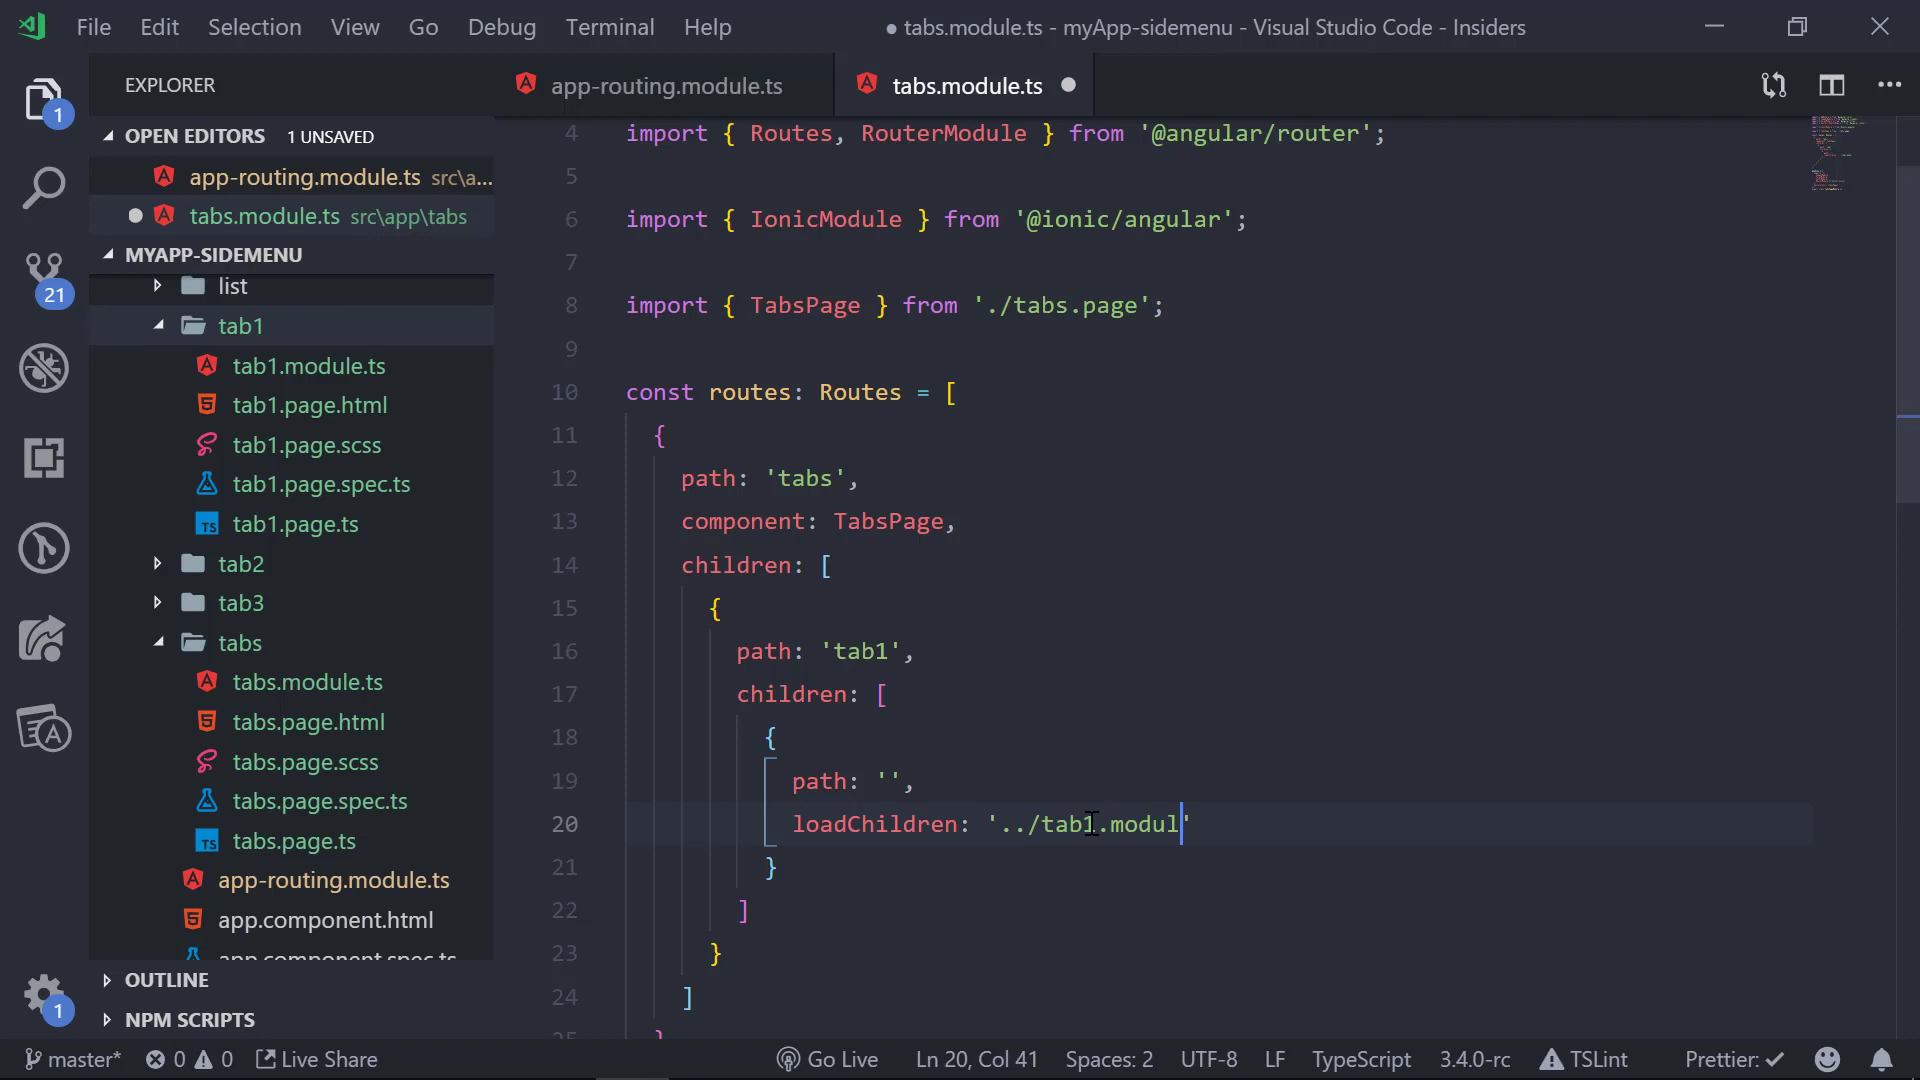 File Edit Selection View Go Debug Terminal Help ● tabs.module.ts - myApp-sidemenu - Visual Studio Code - Insiders
EXPLORER
app-routing.module.ts
tabs.module.ts
OPEN EDITORS 1 UNSAVED
app-routing.module.ts src\a...
tabs.module.ts src\app\tabs
MYAPP-SIDEMENU
list
tab1
tab1.module.ts
tab1.page.html
tab1.page.scss
tab1.page.spec.ts
tab1.page.ts
tab2
tab3
tabs
tabs.module.ts
tabs.page.html
tabs.page.scss
tabs.page.spec.ts
tabs.page.ts
app-routing.module.ts
app.component.html
app.component.spec.ts
OUTLINE
NPM SCRIPTS
1
21
1
4 import { Routes, RouterModule } from '@angular/router';
5
6 import { IonicModule } from '@ionic/angular';
7
8 import { TabsPage } from './tabs.page';
9
10 const routes: Routes = [
11 {
12 path: 'tabs',
13 component: TabsPage,
14 children: [
15 {
16 path: 'tab1',
17 children: [
18 {
19 path: '',
20 loadChildren: '../tab1.modul'
21 }
22 ]
23 }
24 ]
25 }
master* 0 0 Live Share Go Live Ln 20, Col 41 Spaces: 2 UTF-8 LF TypeScript 3.4.0-rc TSLint Prettier: ✓